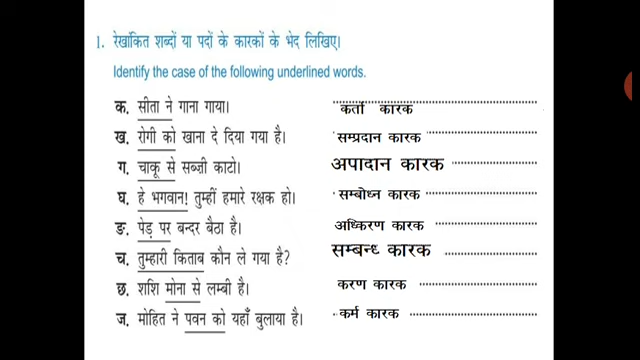 1. रेखांकित शब्दों या पदों के कारकों के भेद लिखिए।
Identify the case of the following underlined words.
क. सीता ने गाना गाया। कर्ता कारक
ख. रोगी को खाना दे दिया गया है। सम्प्रदान कारक
ग. चाकू से सब्ज़ी काटो। अपादान कारक
घ. हे भगवान! तुम्हीं हमारे रक्षक हो। सम्बोध्न कारक
ङ. पेड़ पर बन्दर बैठा है। अध्किरण कारक
च. तुम्हारी किताब कौन ले गया है? सम्बन्ध कारक
छ. शशि मोना से लम्बी है। करण कारक
ज. मोहित ने पवन को यहाँ बुलाया है। कर्म कारक